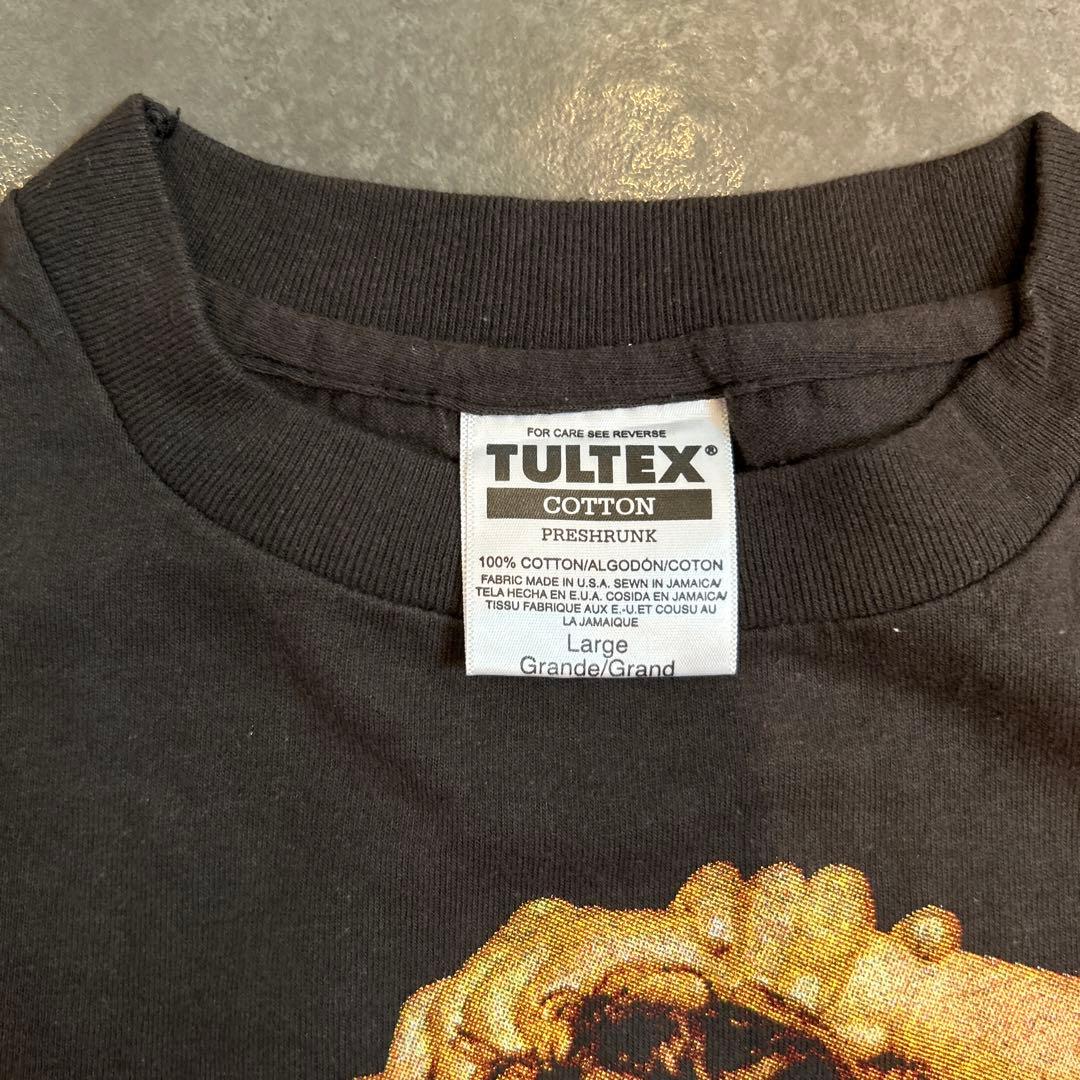 FOR CARE SEE REVERSE
TULTEX®
COTTON
PRESHRUNK
100% COTTON/ALGODÓN/COTON
FABRIC MADE IN U.S.A. SEWN IN JAMAICA/
TELA HECHA EN E.U.A. COSIDA EN JAMAICA/
TISSU FABRIQUE AUX E.-U.ET COUSU AU
LA JAMAIQUE
Large
Grande/Grand